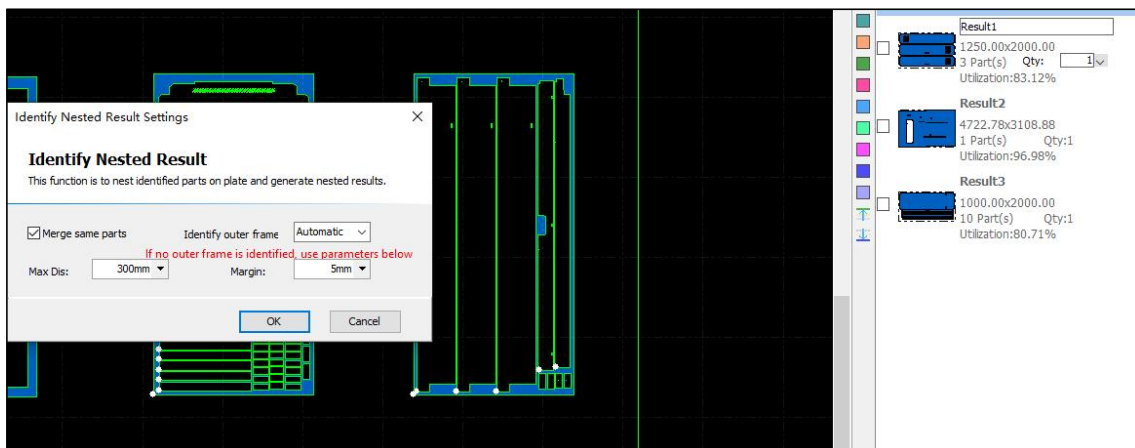 Identify Nested Result Settings
Identify Nested Result
This function is to nest identified parts on plate and generate nested results.
Merge same parts Identify outer frame Automatic
If no outer frame is identified, use parameters below
Max Dis: 300mm Margin: 5mm
OK Cancel
Result1
1250.00x2000.00
3 Part(s) Qty: 1
Utilization:83.12%
Result2
4722.78x3108.88
1 Part(s) Qty:1
Utilization:96.98%
Result3
1000.00x2000.00
10 Part(s) Qty:1
Utilization:80.71%